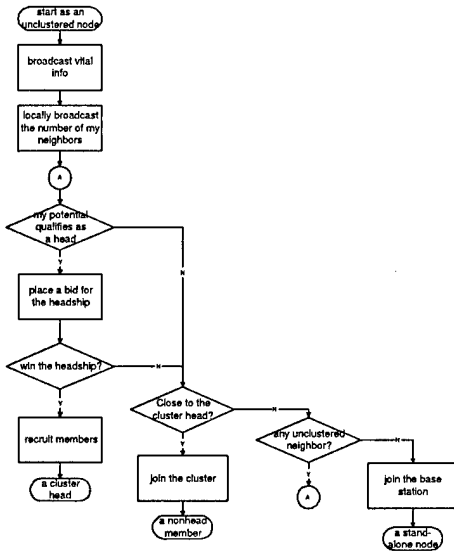 start as an
unclustered node
broadcast vital
info
locally broadcast
the number of my
neighbors
A
my potential
qualifies as
a head
N
Y
place a bid for
the headship
win the headship?
N
Y
Close to the
cluster head?
N
recruit members
Y
any unclustered
neighbor?
N
join the cluster
Y
a cluster
head
A
join the base
station
a nonhead
member
a stand-
alone node